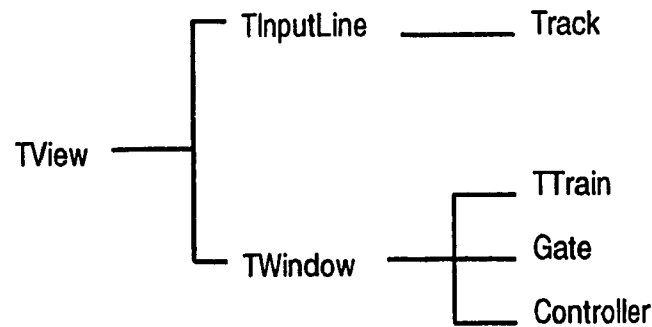 TInputLine
Track
TView
TTrain
Gate
TWindow
Controller